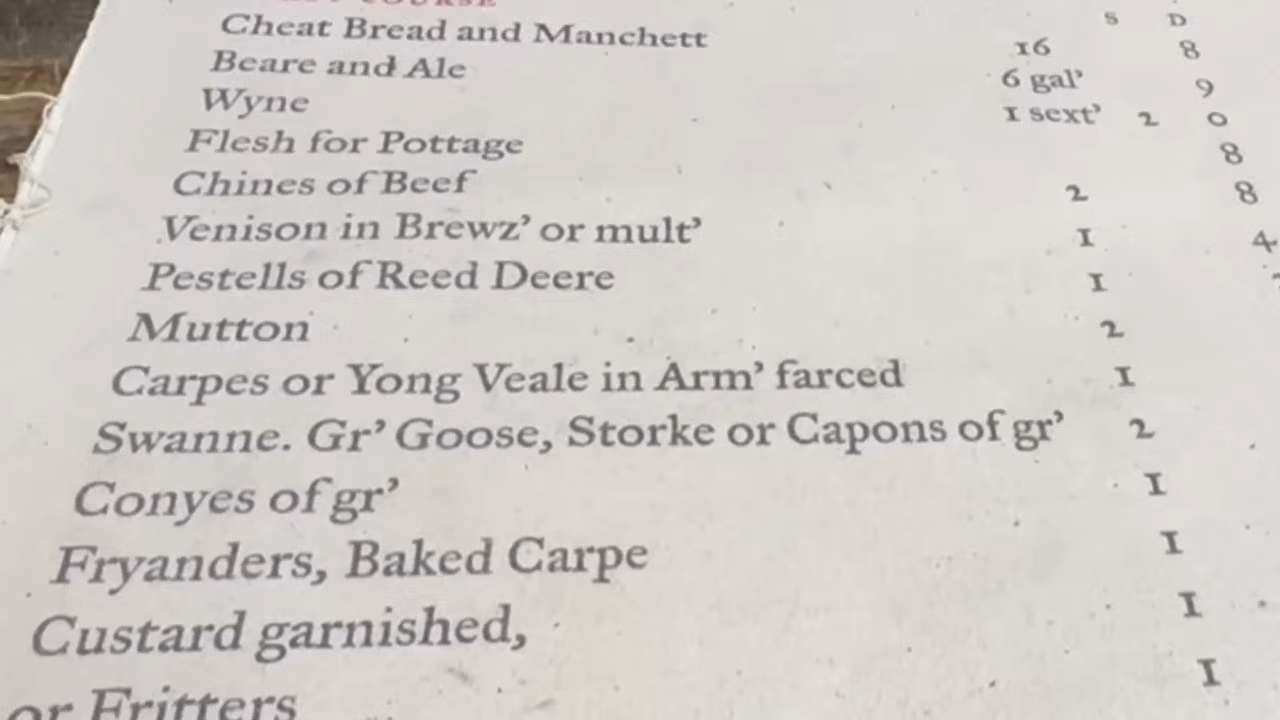 COURSE
S D
Cheat Bread and Manchett 16 8
Beare and Ale 6 gal’ 9
Wyne 1 sext’ 2 0
Flesh for Pottage 8
Chines of Beef 2 8
Venison in Brewz’ or mult’ 1 4
Pestells of Reed Deere 1
Mutton 2
Carpes or Yong Veale in Arm’ farced 1
Swanne. Gr’ Goose, Storke or Capons of gr’ 2
Conyes of gr’ 1
Fryanders, Baked Carpe 1
Custard garnished, 1
or Fritters 1